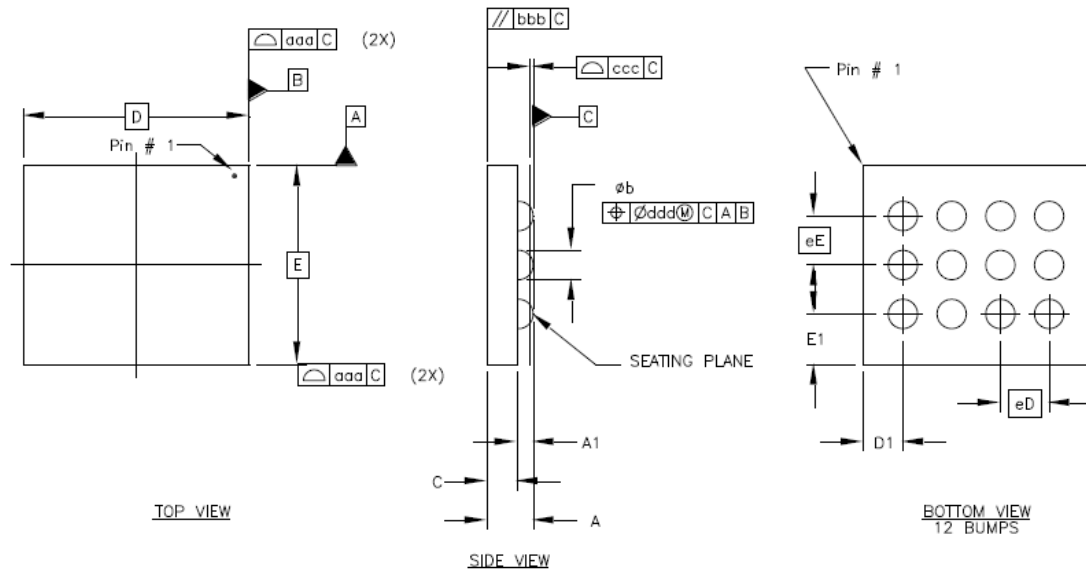 ⌓ aaa C (2X)
B
D
A
Pin # 1
E
⌓ aaa C (2X)
TOP VIEW
// bbb C
⌓ ccc C
C
øb
⌖ Øddd Ⓜ C A B
SEATING PLANE
A1
C
A
SIDE VIEW
Pin # 1
eE
E1
eD
D1
BOTTOM VIEW
12 BUMPS